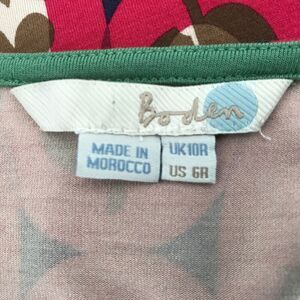 Boden
MADE IN
MOROCCO
UK10R
US 6R